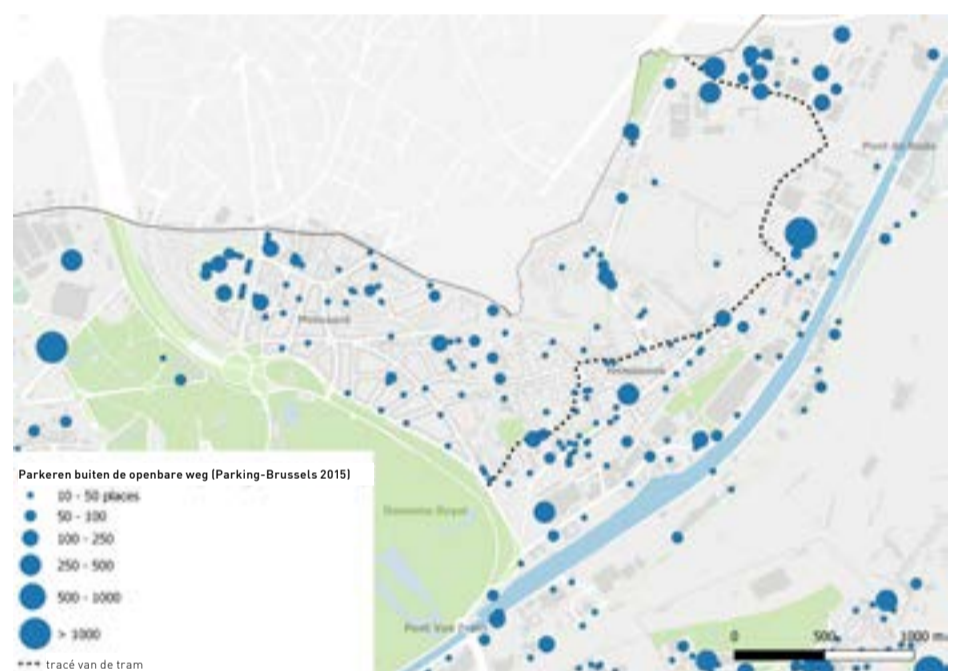 Pont de Buda
Domaine Royal
Pont Van Praet
Parkeren buiten de openbare weg (Parking-Brussels 2015)
10 - 50 places
50 - 100
100 - 250
250 - 500
500 - 1000
> 1000
tracé van de tram
0 500 1000 m